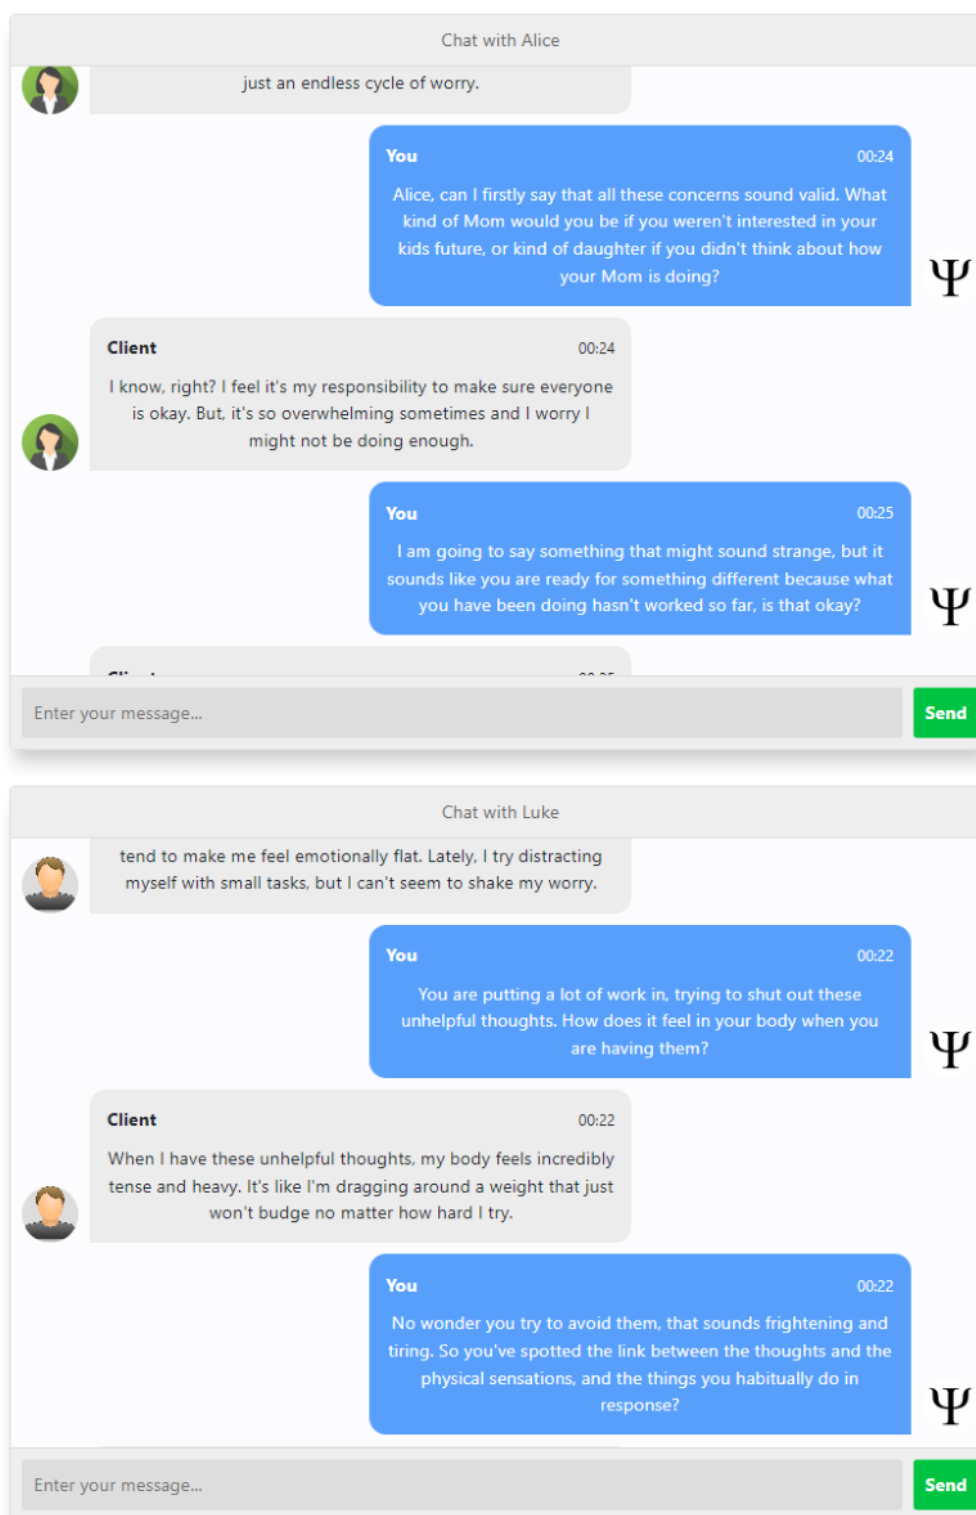 Chat with Alice
just an endless cycle of worry.
You 00:24
Alice, can I firstly say that all these concerns sound valid. What
kind of Mom would you be if you weren't interested in your
kids future, or kind of daughter if you didn't think about how
your Mom is doing?
Ψ
Client 00:24
I know, right? I feel it's my responsibility to make sure everyone
is okay. But, it's so overwhelming sometimes and I worry I
might not be doing enough.
You 00:25
I am going to say something that might sound strange, but it
sounds like you are ready for something different because what
you have been doing hasn't worked so far, is that okay?
Ψ
Client 00:25
Enter your message...
Send
Chat with Luke
tend to make me feel emotionally flat. Lately, I try distracting
myself with small tasks, but I can't seem to shake my worry.
You 00:22
You are putting a lot of work in, trying to shut out these
unhelpful thoughts. How does it feel in your body when you
are having them?
Ψ
Client 00:22
When I have these unhelpful thoughts, my body feels incredibly
tense and heavy. It's like I'm dragging around a weight that just
won't budge no matter how hard I try.
You 00:22
No wonder you try to avoid them, that sounds frightening and
tiring. So you've spotted the link between the thoughts and the
physical sensations, and the things you habitually do in
response?
Ψ
Enter your message...
Send